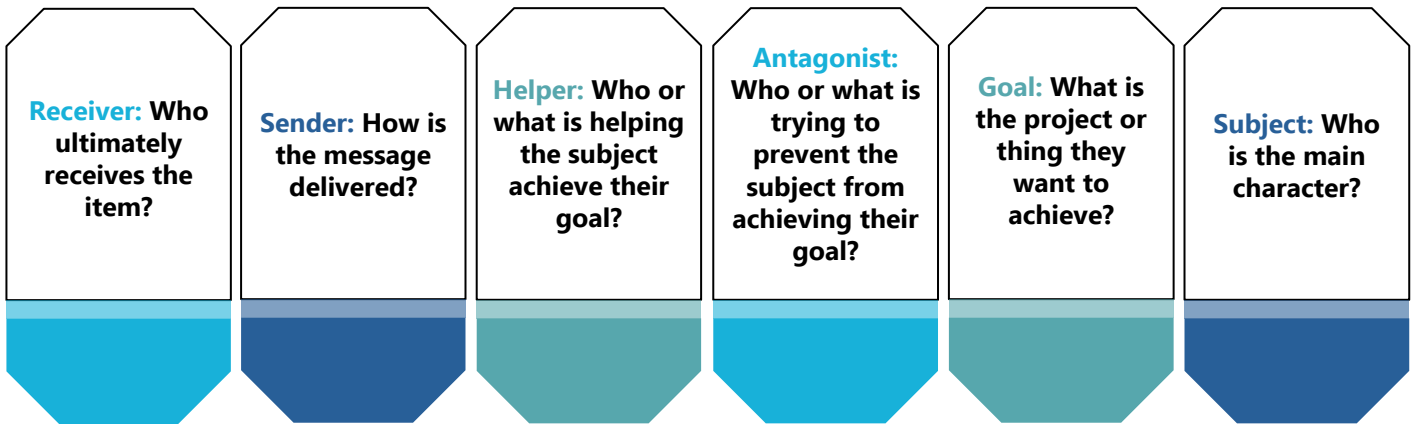 Receiver: Who
ultimately
receives the
item?
Sender: How is
the message
delivered?
Helper: Who or
what is helping
the subject
achieve their
goal?
Antagonist:
Who or what is
trying to
prevent the
subject from
achieving their
goal?
Goal: What is
the project or
thing they
want to
achieve?
Subject: Who
is the main
character?